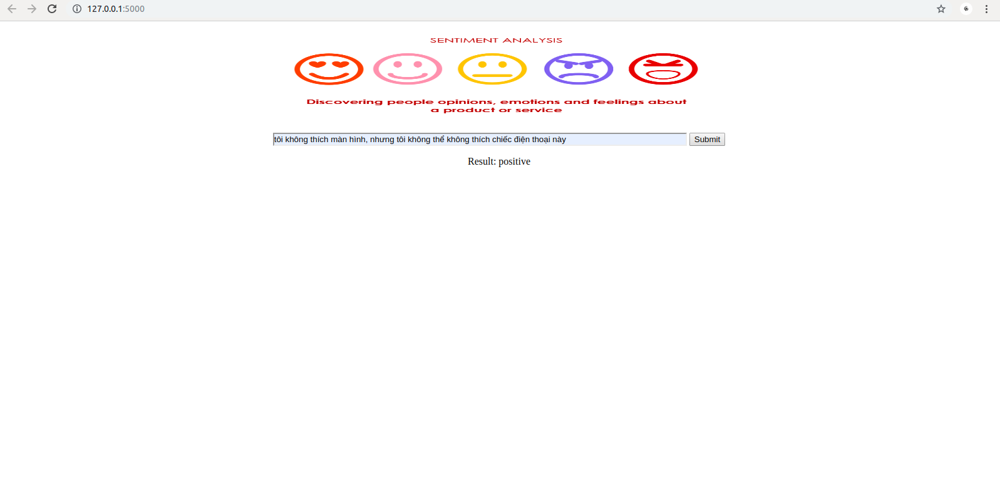 127.0.0.1:5000
SENTIMENT ANALYSIS
Discovering people opinions, emotions and feelings about
a product or service
tôi không thích màn hình, nhưng tôi không thể không thích chiếc điện thoại này
Submit
Result: positive